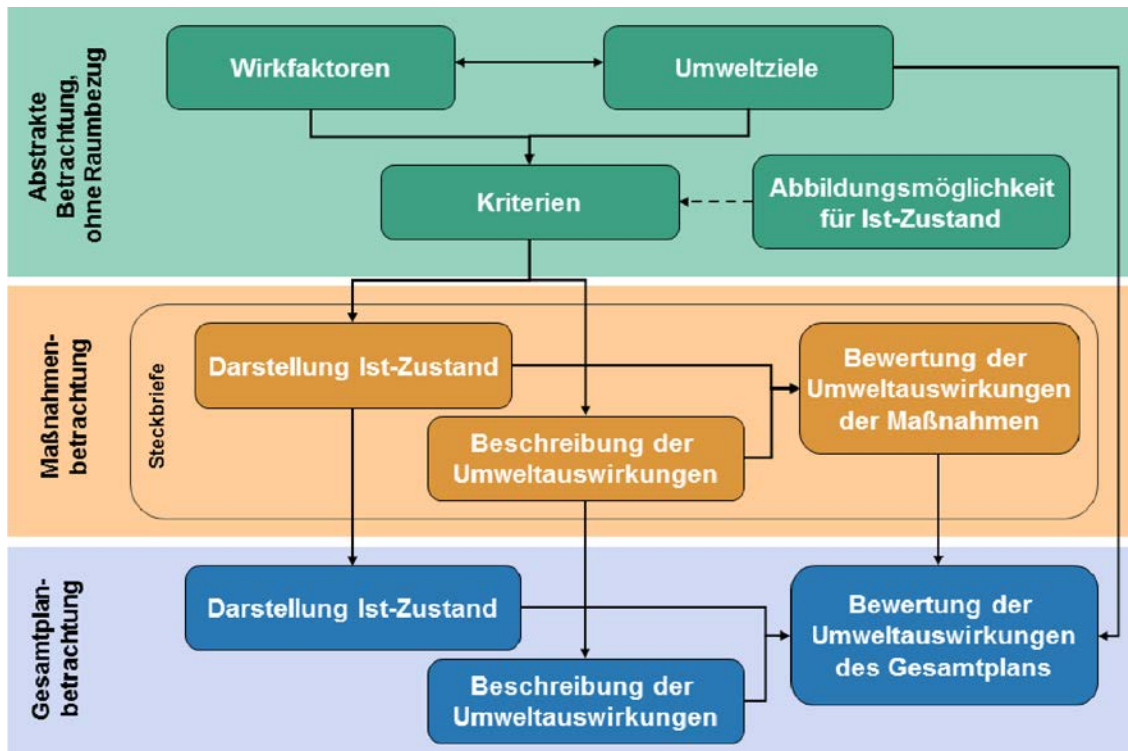 Abstrakte
Betrachtung,
ohne Raumbezug
Wirkfaktoren
Umweltziele
Kriterien
Abbildungsmöglichkeit
für Ist-Zustand
Maßnahmen-
betrachtung
Steckbriefe
Darstellung Ist-Zustand
Beschreibung der
Umweltauswirkungen
Bewertung der
Umweltauswirkungen
der Maßnahmen
Gesamtplan-
betrachtung
Darstellung Ist-Zustand
Beschreibung der
Umweltauswirkungen
Bewertung der
Umweltauswirkungen
des Gesamtplans